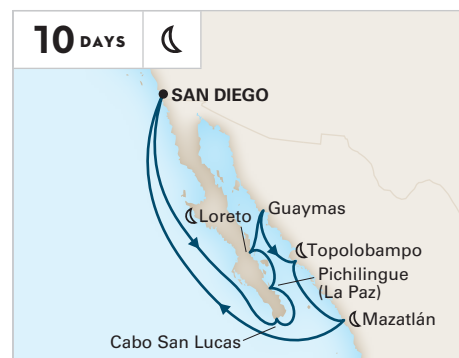 10 DAYS
SAN DIEGO
Loreto
Guaymas
Topolobampo
Pichilingue
(La Paz)
Mazatlán
Cabo San Lucas